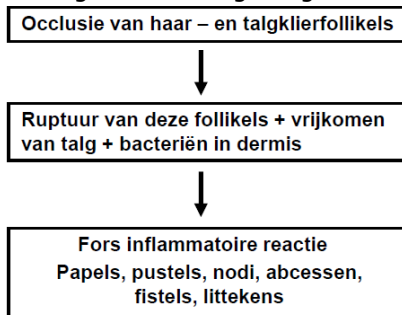 Occlusie van haar – en talgklierfollikels
Ruptuur van deze follikels + vrijkomen
van talg + bacteriën in dermis
Fors inflammatoire reactie
Papels, pustels, nodi, abcessen,
fistels, littekens